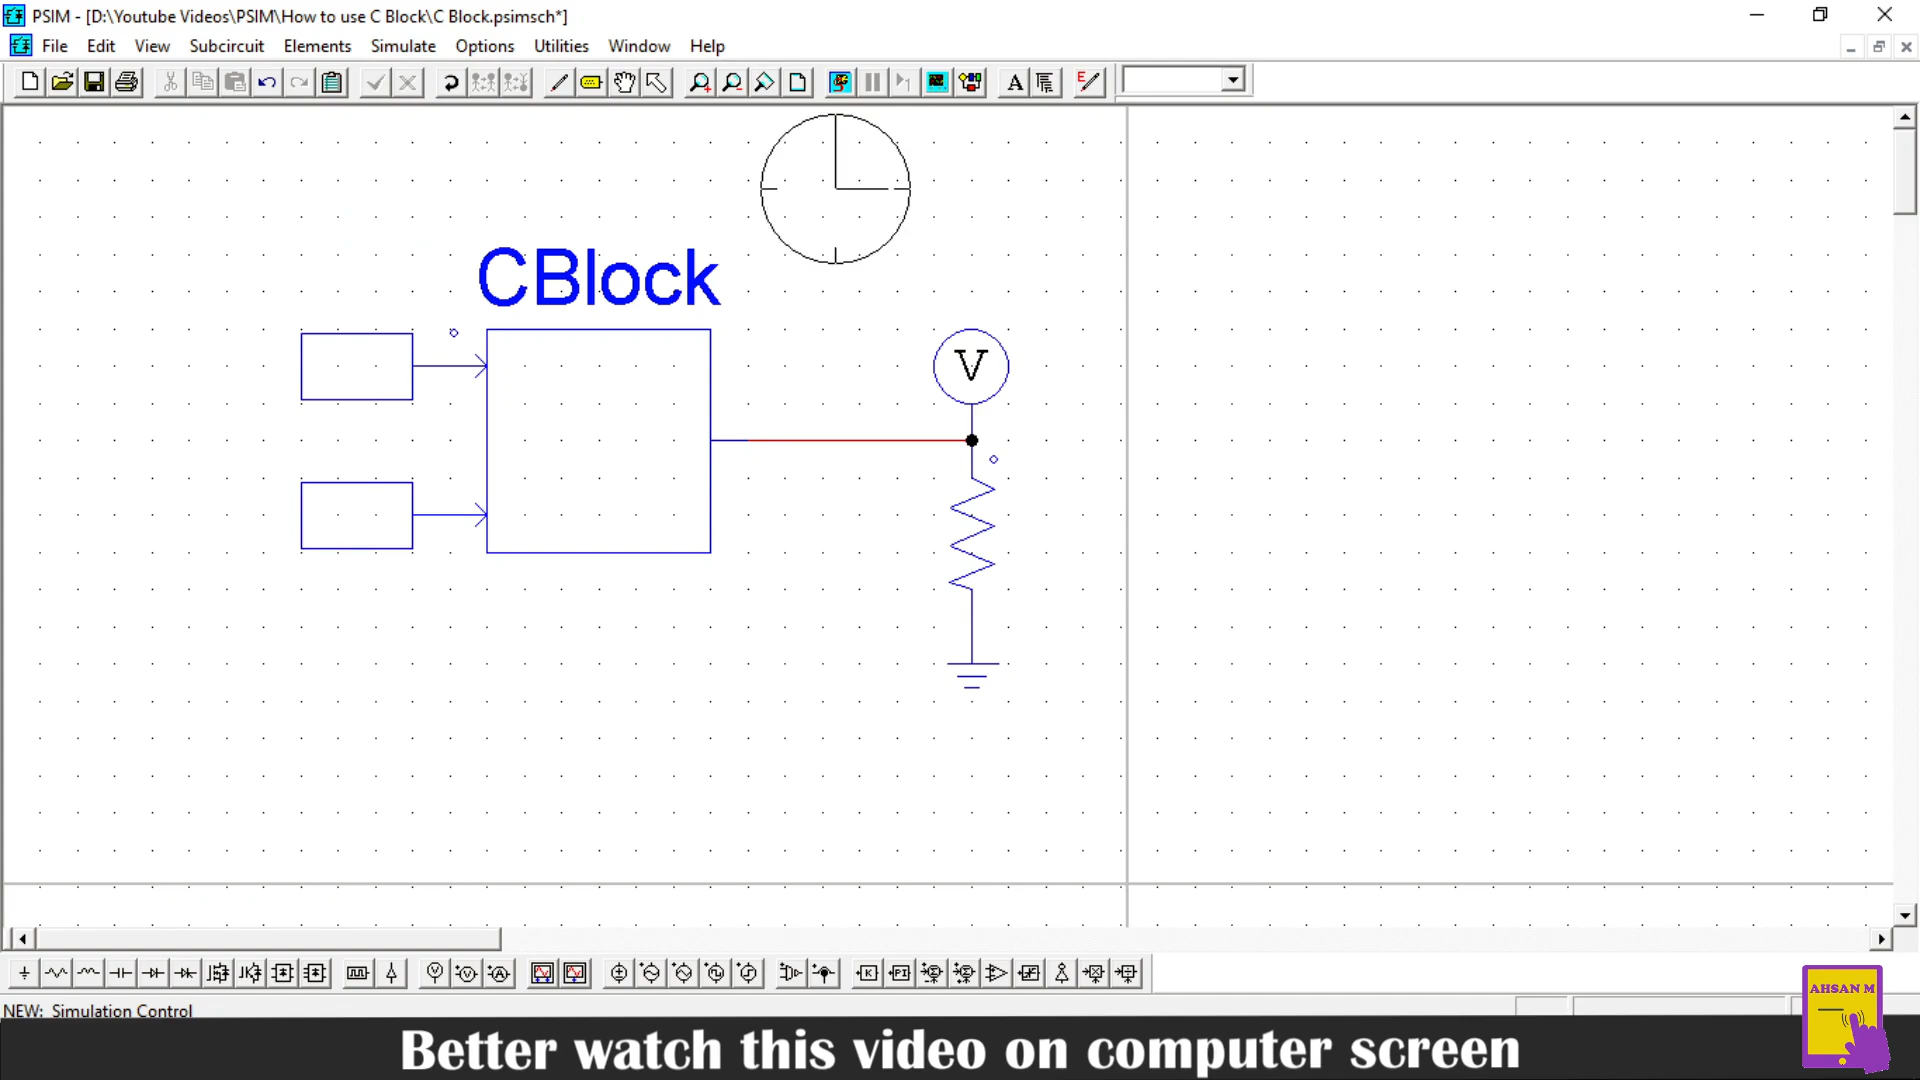 PSIM - [D:\Youtube Videos\PSIM\How to use C Block\C Block.psimsch*]
File Edit View Subcircuit Elements Simulate Options Utilities Window Help
A E
CBlock
V
V V A
K PI
AHSAN M
NEW: Simulation Control
Better watch this video on computer screen